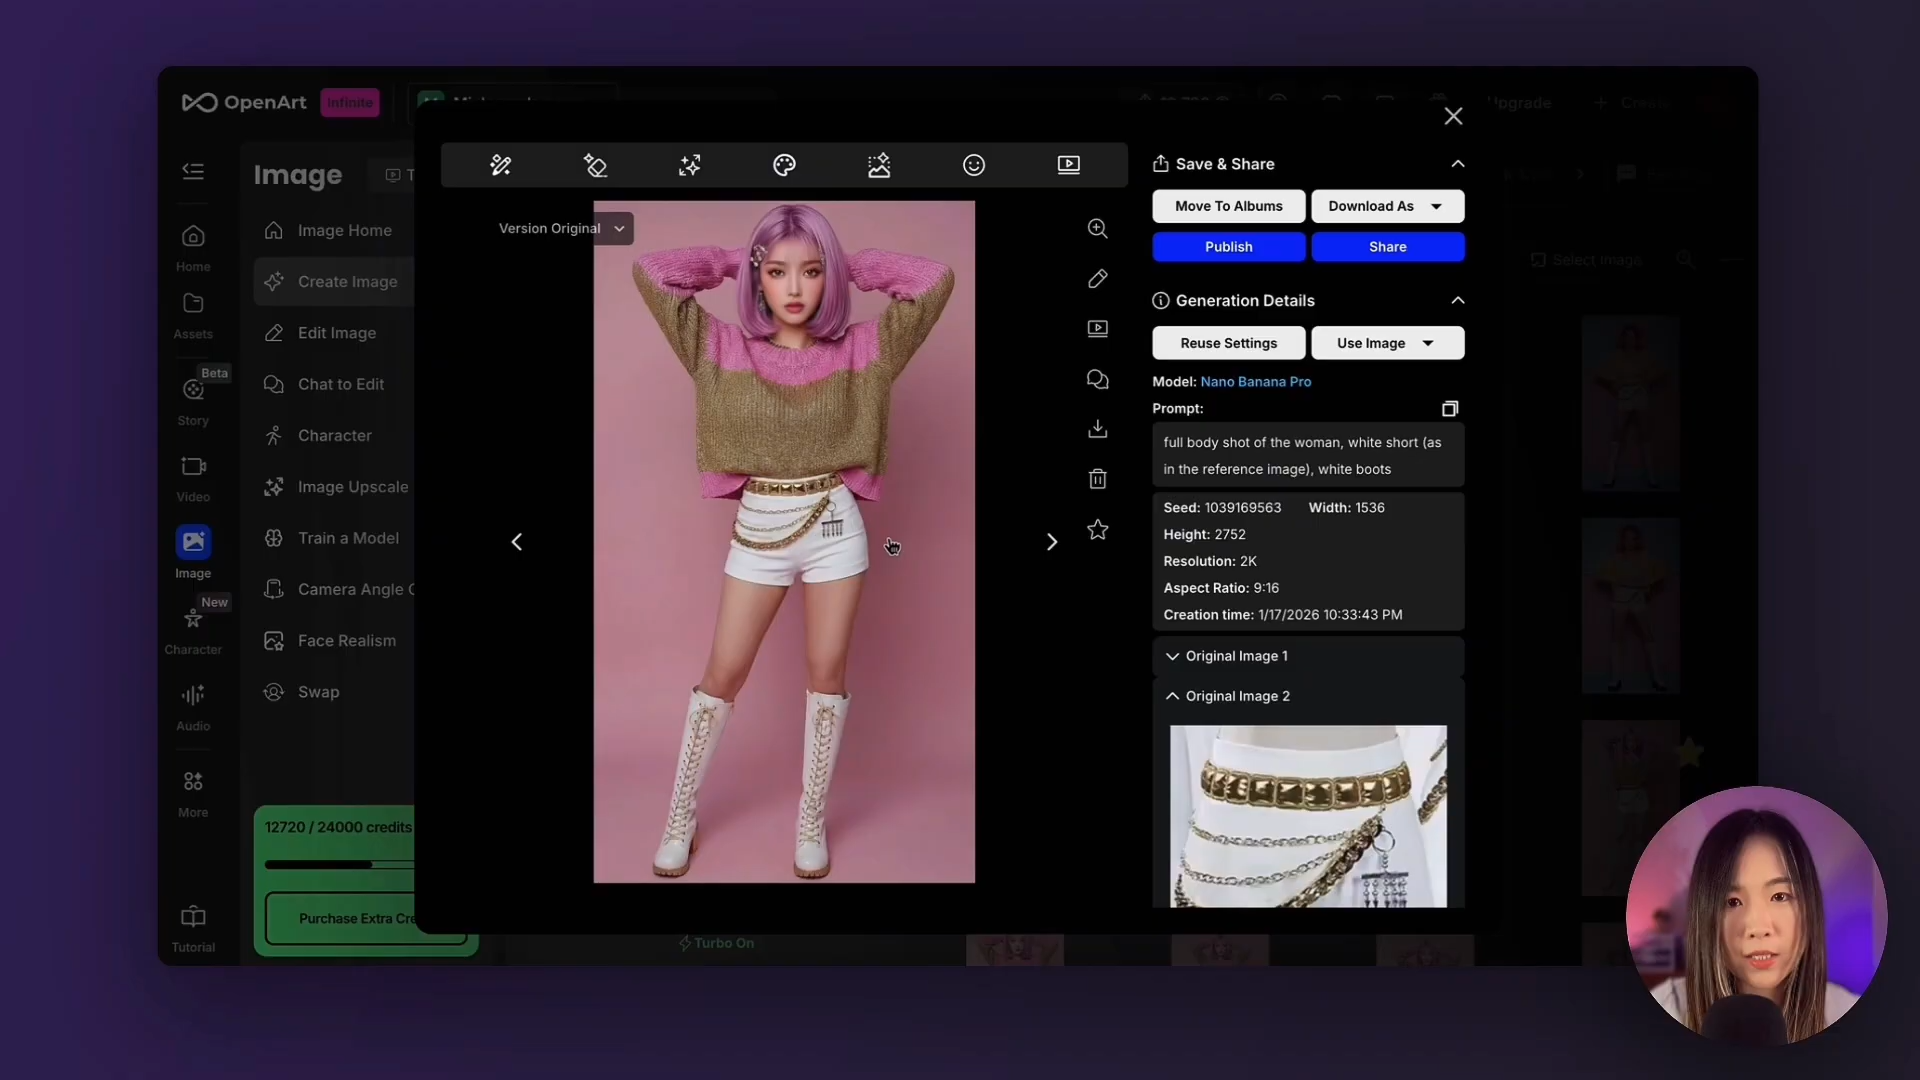 OpenArt
Infinite
Upgrade
Create
Image
Home
Assets
Beta
Story
Video
Image
New
Character
Audio
More
Tutorial
Image Home
Create Image
Edit Image
Chat to Edit
Character
Image Upscale
Train a Model
Camera Angle C
Face Realism
Swap
12720 / 24000 credits
Purchase Extra Cre
Turbo On
Version Original
Select Image
Save & Share
Move To Albums
Download As
Publish
Share
Generation Details
Reuse Settings
Use Image
Model: Nano Banana Pro
Prompt:
full body shot of the woman, white short (as
in the reference image), white boots
Seed: 1039169563 Width: 1536
Height: 2752
Resolution: 2K
Aspect Ratio: 9:16
Creation time: 1/17/2026 10:33:43 PM
Original Image 1
Original Image 2